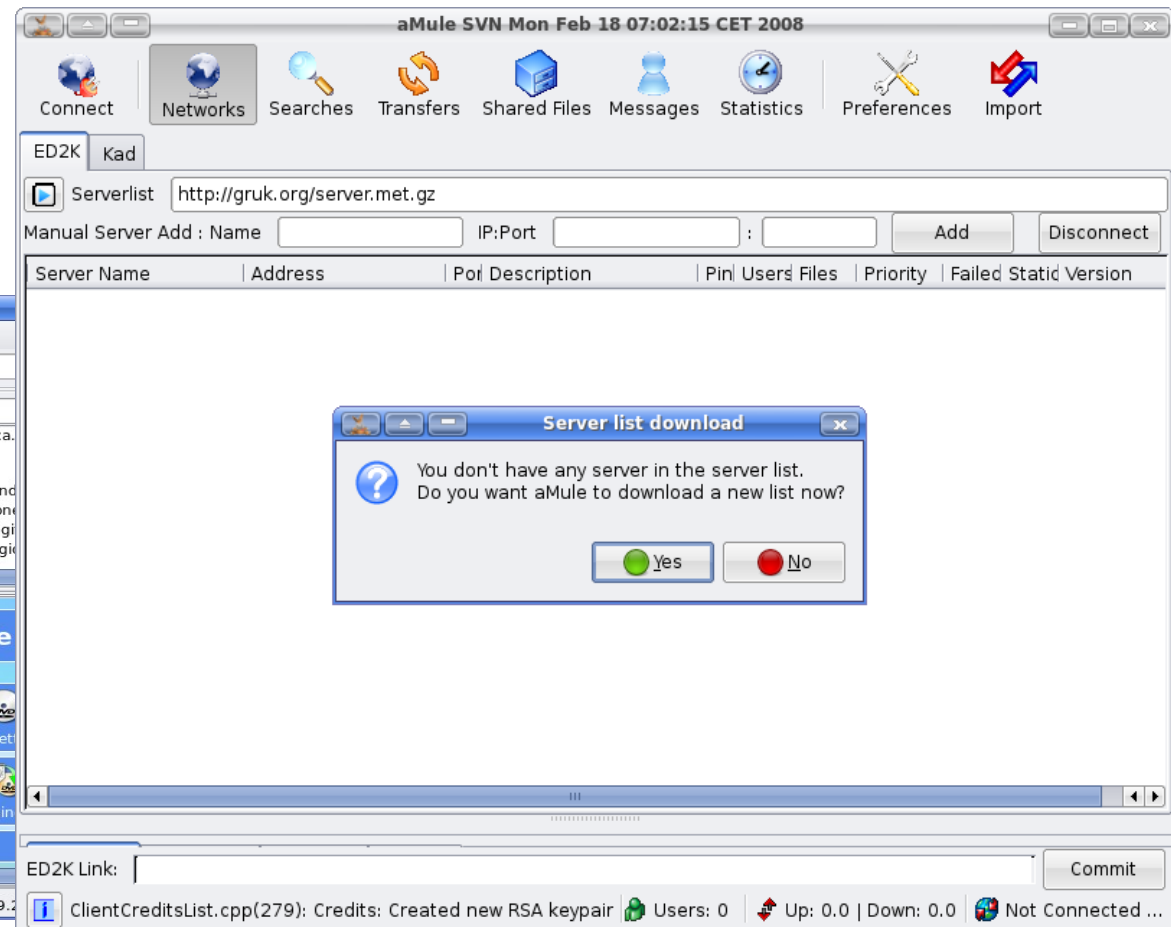 aMule SVN Mon Feb 18 07:02:15 CET 2008
Connect Networks Searches Transfers Shared Files Messages Statistics Preferences Import
ED2K Kad
Serverlist http://gruk.org/server.met.gz
Manual Server Add : Name IP:Port : Add Disconnect
Server Name Address Por Description Pin Users Files Priority Failed Static Version
Server list download
You don't have any server in the server list.
Do you want aMule to download a new list now?
Yes No
ED2K Link: Commit
ClientCreditsList.cpp(279): Credits: Created new RSA keypair Users: 0 Up: 0.0 | Down: 0.0 Not Connected ...